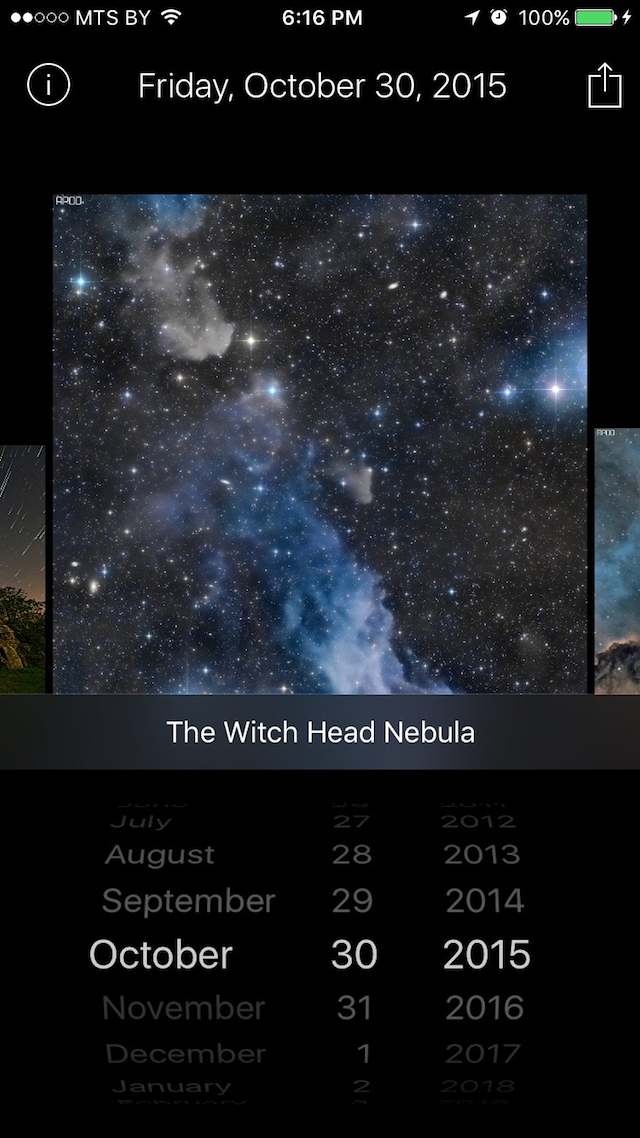 MTS BY 6:16 PM 100%
Friday, October 30, 2015
APOD
APOD
The Witch Head Nebula
July 27 2012
August 28 2013
September 29 2014
October 30 2015
November 31 2016
December 1 2017
January 2 2018